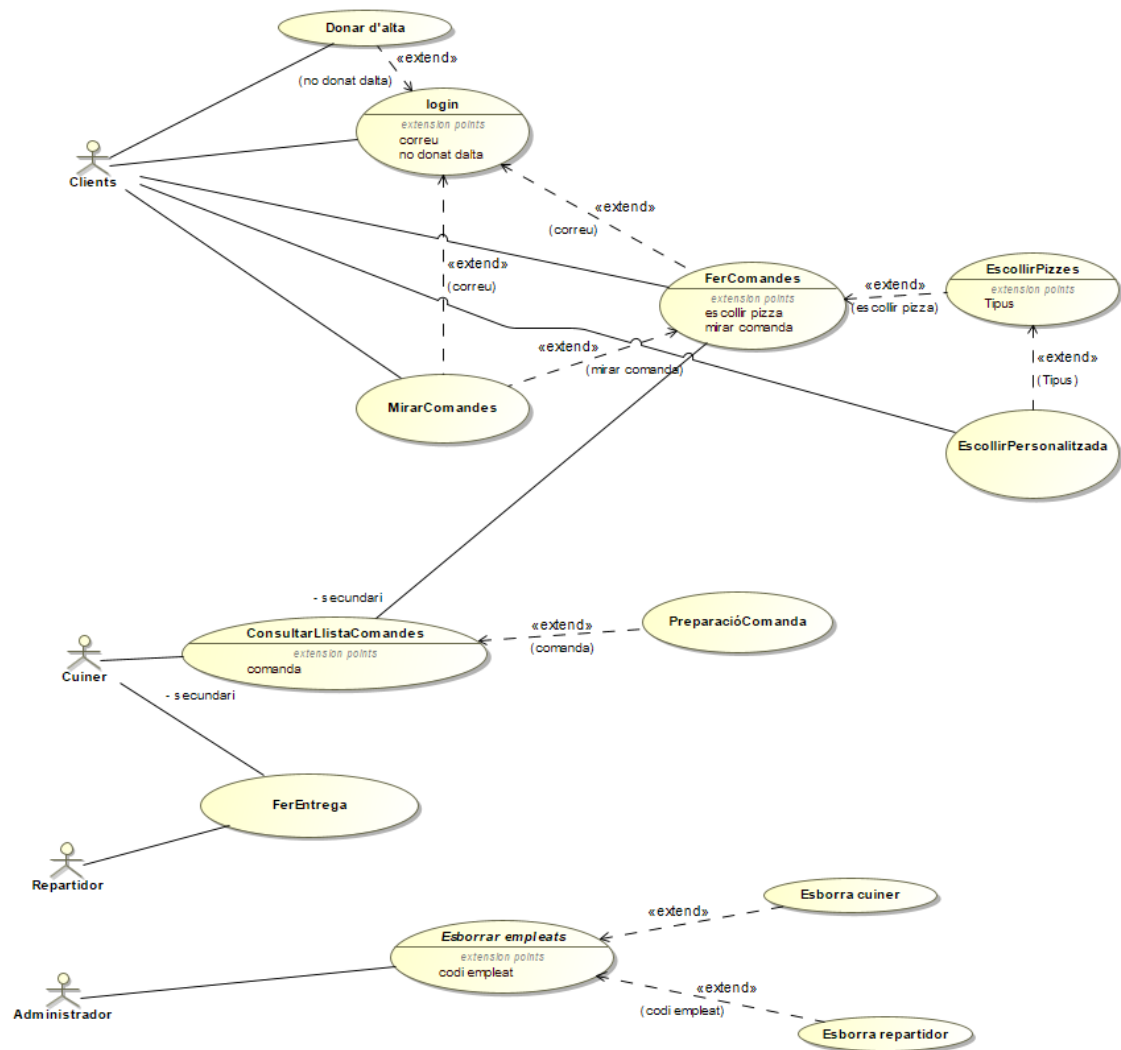 Donar d'alta
«extend»
(no donat dalta)
login
extension points
correu
no donat dalta
Clients
«extend»
(correu)
«extend»
(correu)
FerComandes
extension points
escollir pizza
mirar comanda
«extend»
(escollir pizza)
EscollirPizzes
extension points
Tipus
«extend»
(mirar comanda)
«extend»
(Tipus)
MirarComandes
EscollirPersonalitzada
- secundari
ConsultarLlistaComandes
extension points
comanda
«extend»
(comanda)
PreparacióComanda
Cuiner
- secundari
FerEntrega
Repartidor
Esborra cuiner
«extend»
Esborrar empleats
extension points
codi empleat
«extend»
(codi empleat)
Administrador
Esborra repartidor